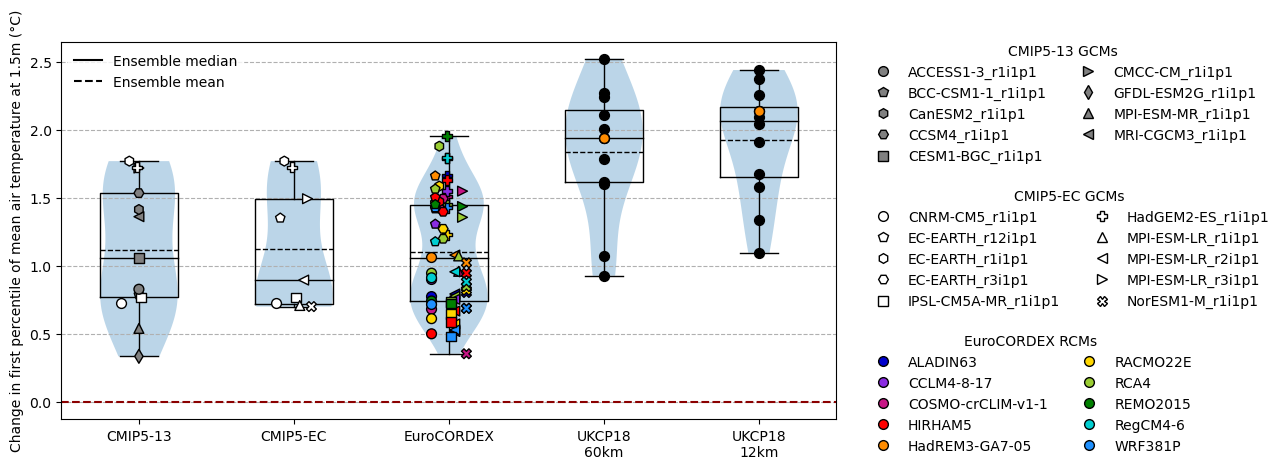 Change in first percentile of mean air temperature at 1.5m (°C)
2.5
2.0
1.5
1.0
0.5
0.0
Ensemble median
Ensemble mean
CMIP5-13
CMIP5-EC
EuroCORDEX
UKCP18
60km
UKCP18
12km
CMIP5-13 GCMs
ACCESS1-3_r1i1p1
BCC-CSM1-1_r1i1p1
CanESM2_r1i1p1
CCSM4_r1i1p1
CESM1-BGC_r1i1p1
CMCC-CM_r1i1p1
GFDL-ESM2G_r1i1p1
MPI-ESM-MR_r1i1p1
MRI-CGCM3_r1i1p1
CMIP5-EC GCMs
CNRM-CM5_r1i1p1
EC-EARTH_r12i1p1
EC-EARTH_r1i1p1
EC-EARTH_r3i1p1
IPSL-CM5A-MR_r1i1p1
HadGEM2-ES_r1i1p1
MPI-ESM-LR_r1i1p1
MPI-ESM-LR_r2i1p1
MPI-ESM-LR_r3i1p1
NorESM1-M_r1i1p1
EuroCORDEX RCMs
ALADIN63
CCLM4-8-17
COSMO-crCLIM-v1-1
HIRHAM5
HadREM3-GA7-05
RACMO22E
RCA4
REMO2015
RegCM4-6
WRF381P